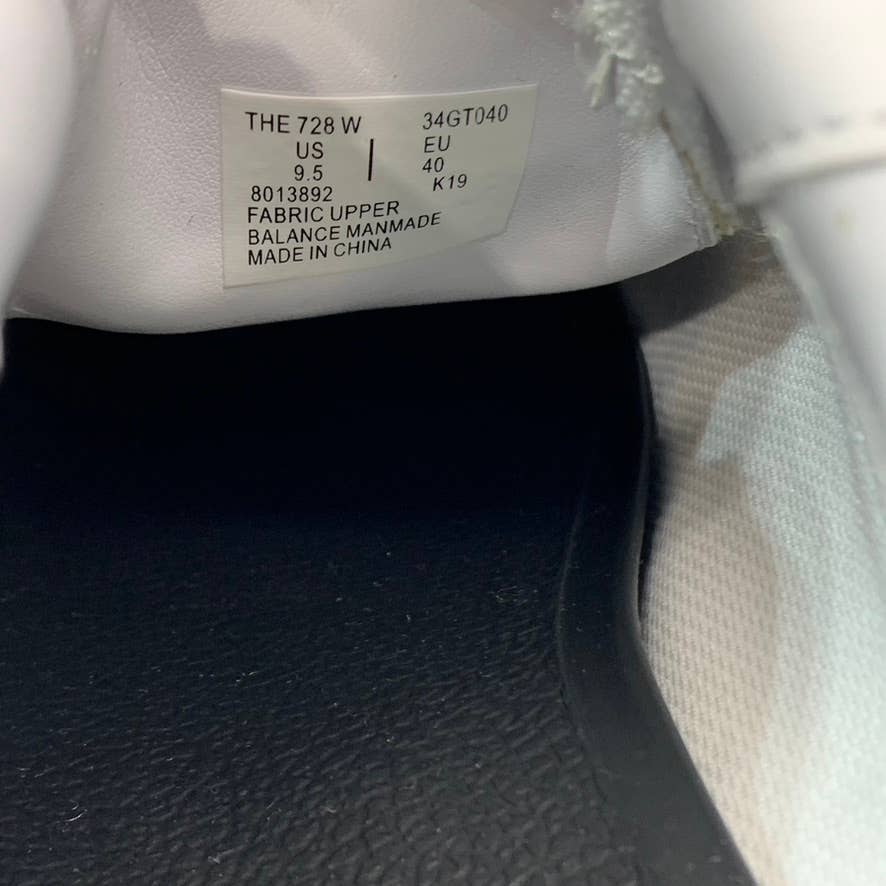 THE 728 W 34GT040
US | EU
9.5 40
8013892 K19
FABRIC UPPER
BALANCE MANMADE
MADE IN CHINA